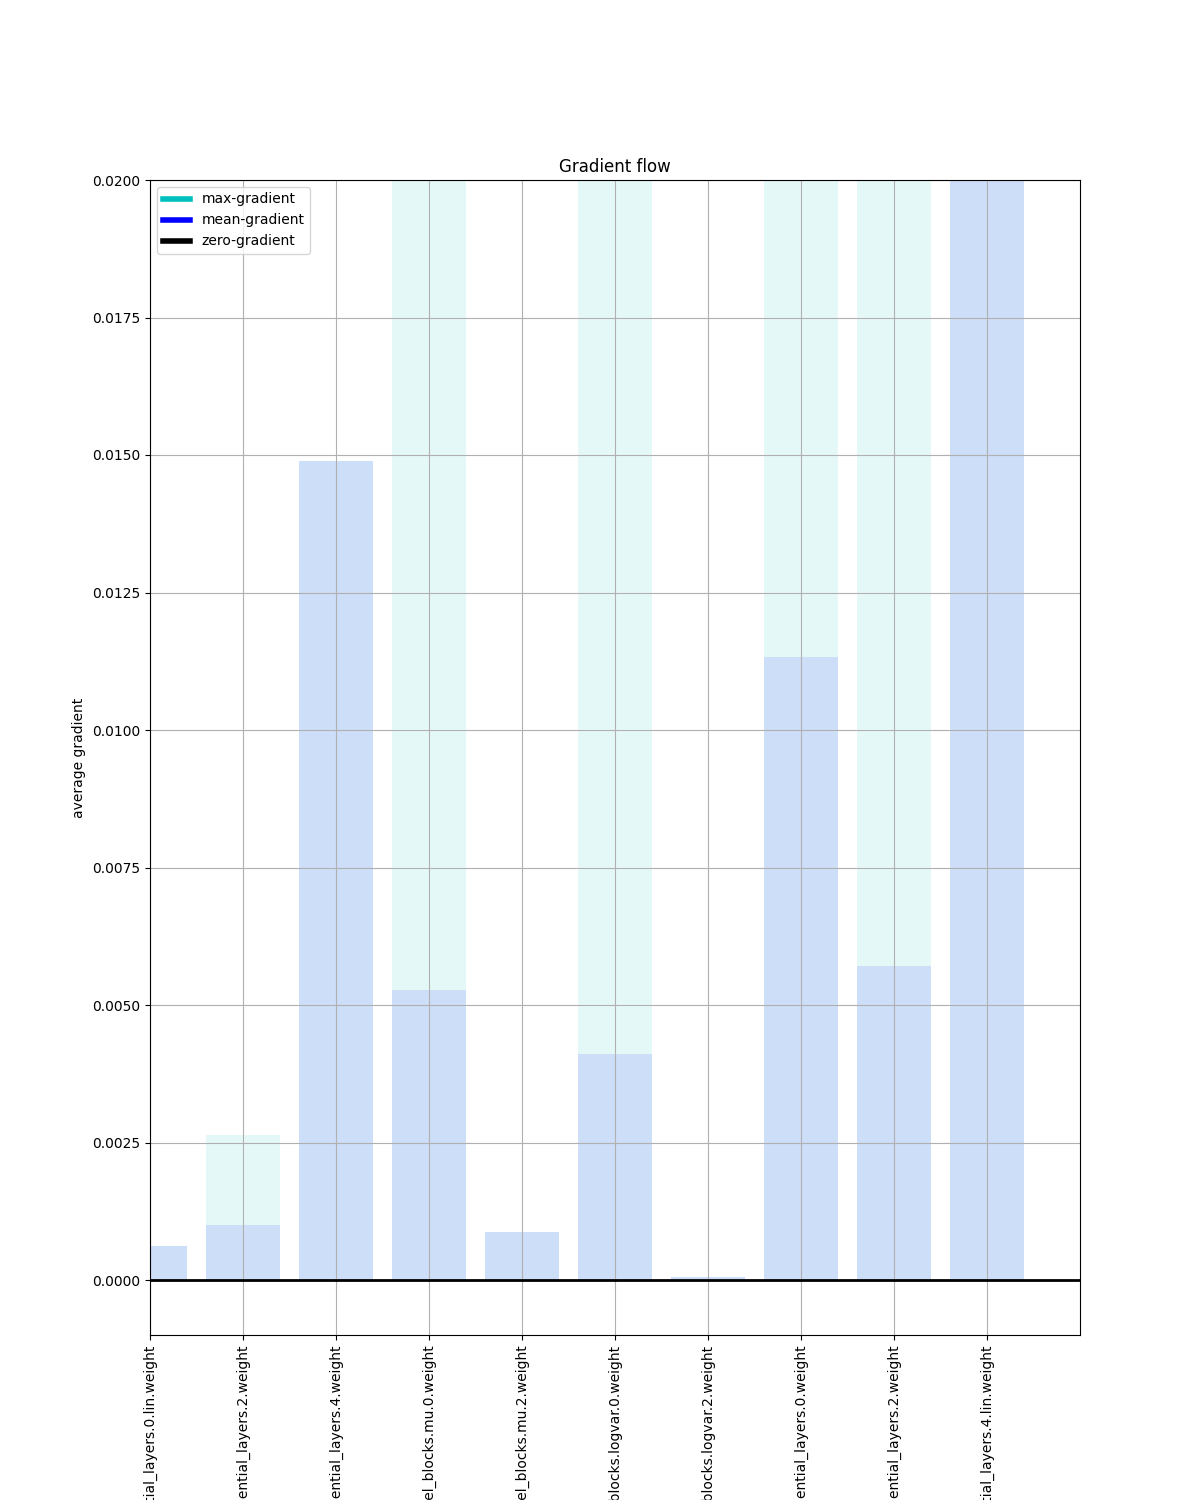 Gradient flow
max-gradient
mean-gradient
zero-gradient
0.0200
0.0175
0.0150
0.0125
0.0100
0.0075
0.0050
0.0025
0.0000
average gradient
tial_layers.0.lin.weight
ential_layers.2.weight
ential_layers.4.weight
el_blocks.mu.0.weight
el_blocks.mu.2.weight
blocks.logvar.0.weight
blocks.logvar.2.weight
ential_layers.0.weight
ential_layers.2.weight
tial_layers.4.lin.weight